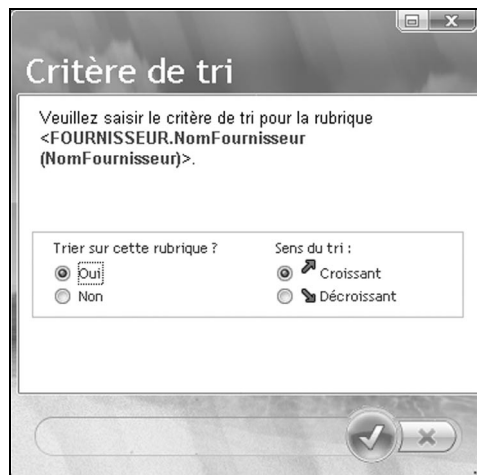 Critère de tri
Veuillez saisir le critère de tri pour la rubrique
<FOURNISSEUR.NomFournisseur
(NomFournisseur)>.
Trier sur cette rubrique ?
Oui
Non
Sens du tri :
Croissant
Décroissant